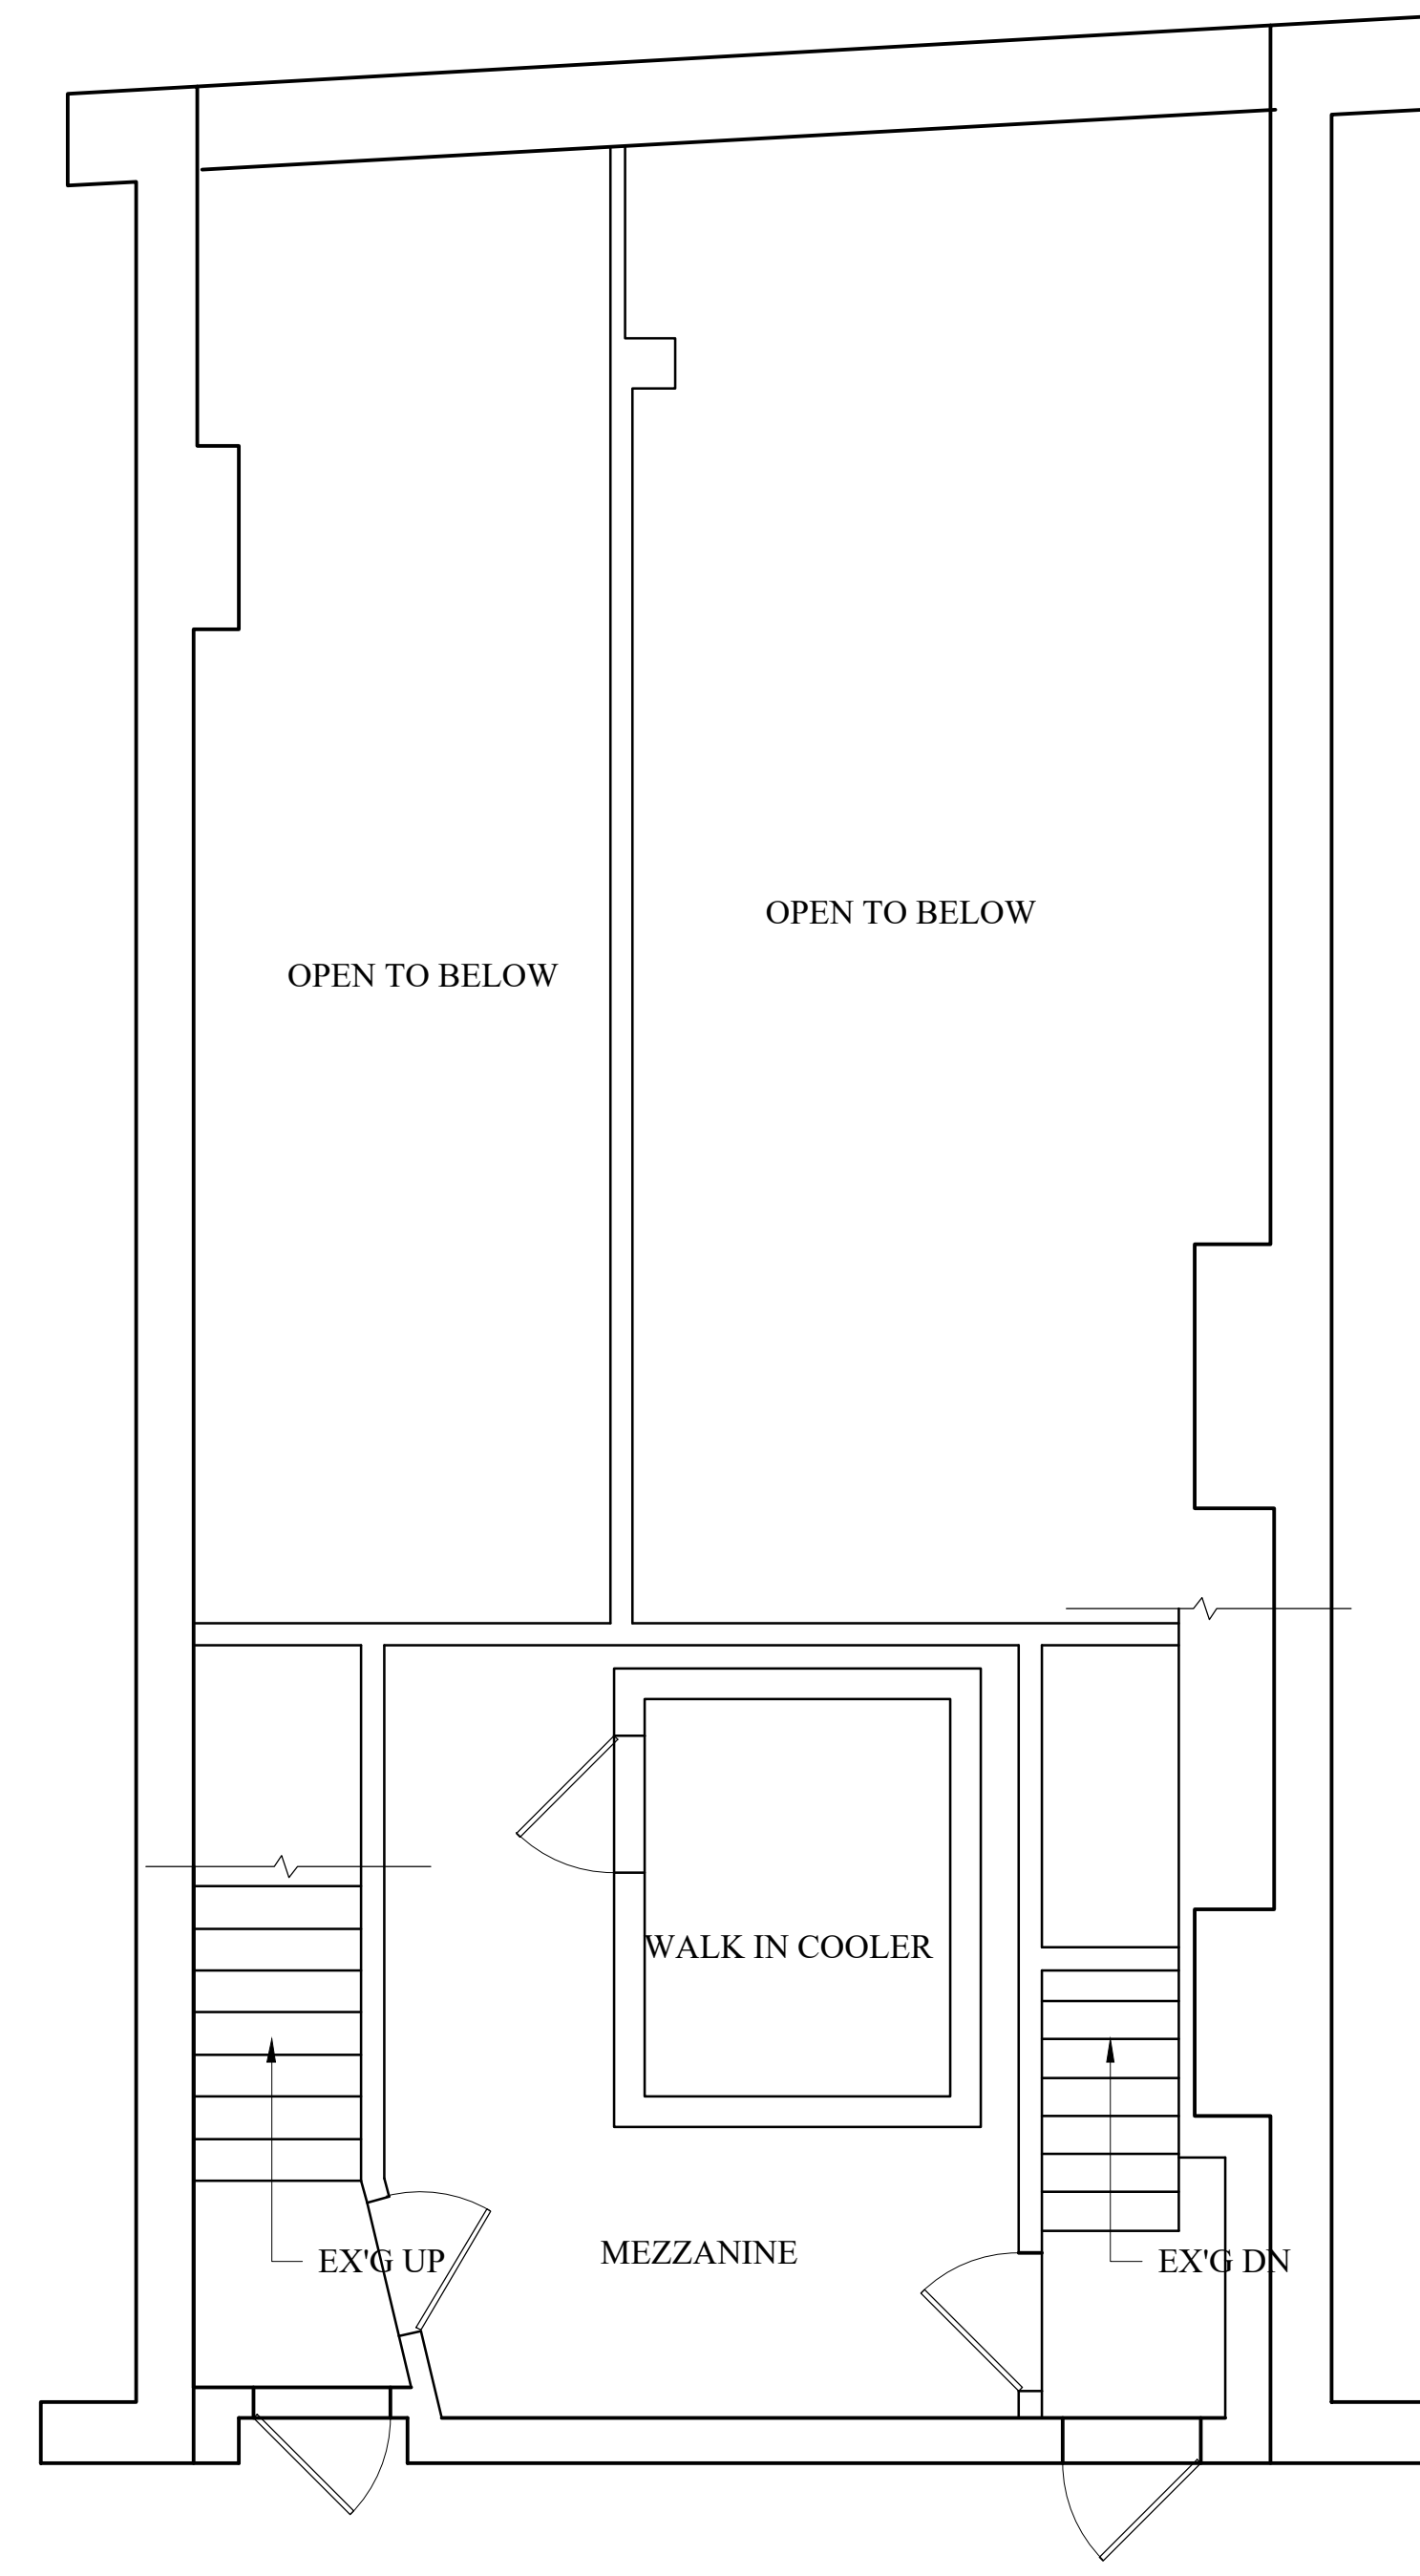 OPEN TO BELOW
OPEN TO BELOW
WALK IN COOLER
MEZZANINE
EX'G UP
EX'G DN